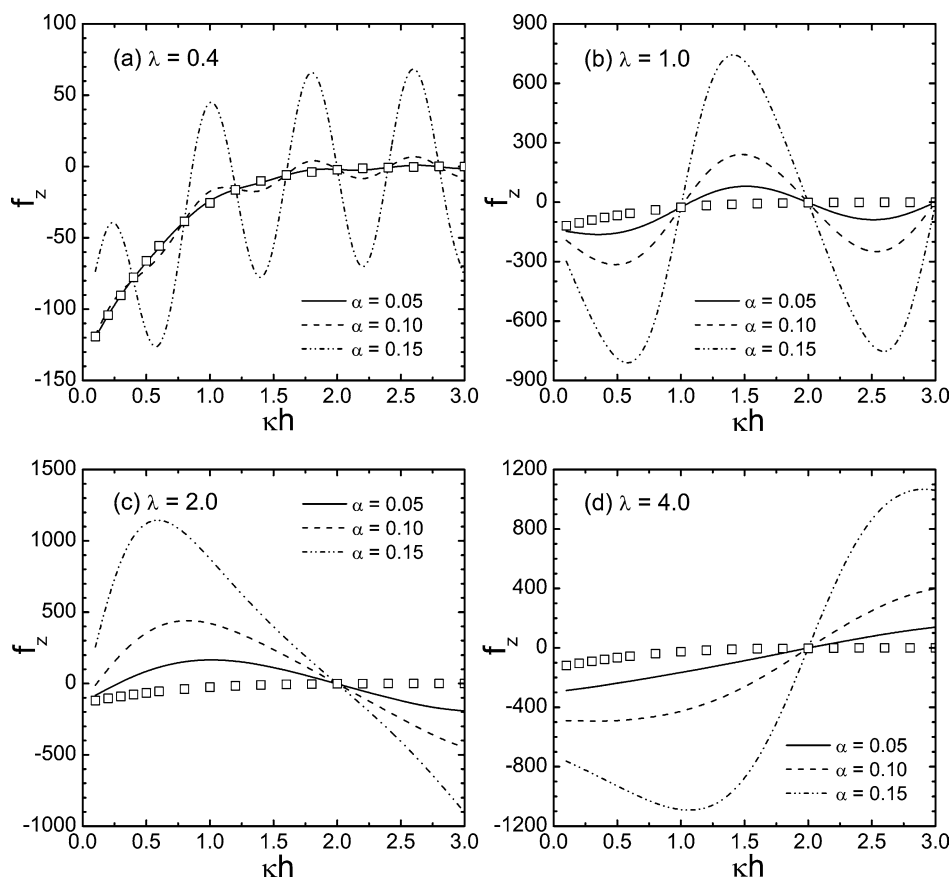 (a) λ = 0.4
100
50
0
-50
-100
-150
f_z
α = 0.05
α = 0.10
α = 0.15
0.0 0.5 1.0 1.5 2.0 2.5 3.0
κh
(b) λ = 1.0
900
600
300
0
-300
-600
-900
f_z
α = 0.05
α = 0.10
α = 0.15
0.0 0.5 1.0 1.5 2.0 2.5 3.0
κh
(c) λ = 2.0
1500
1000
500
0
-500
-1000
f_z
α = 0.05
α = 0.10
α = 0.15
0.0 0.5 1.0 1.5 2.0 2.5 3.0
κh
(d) λ = 4.0
1200
800
400
0
-400
-800
-1200
f_z
α = 0.05
α = 0.10
α = 0.15
0.0 0.5 1.0 1.5 2.0 2.5 3.0
κh